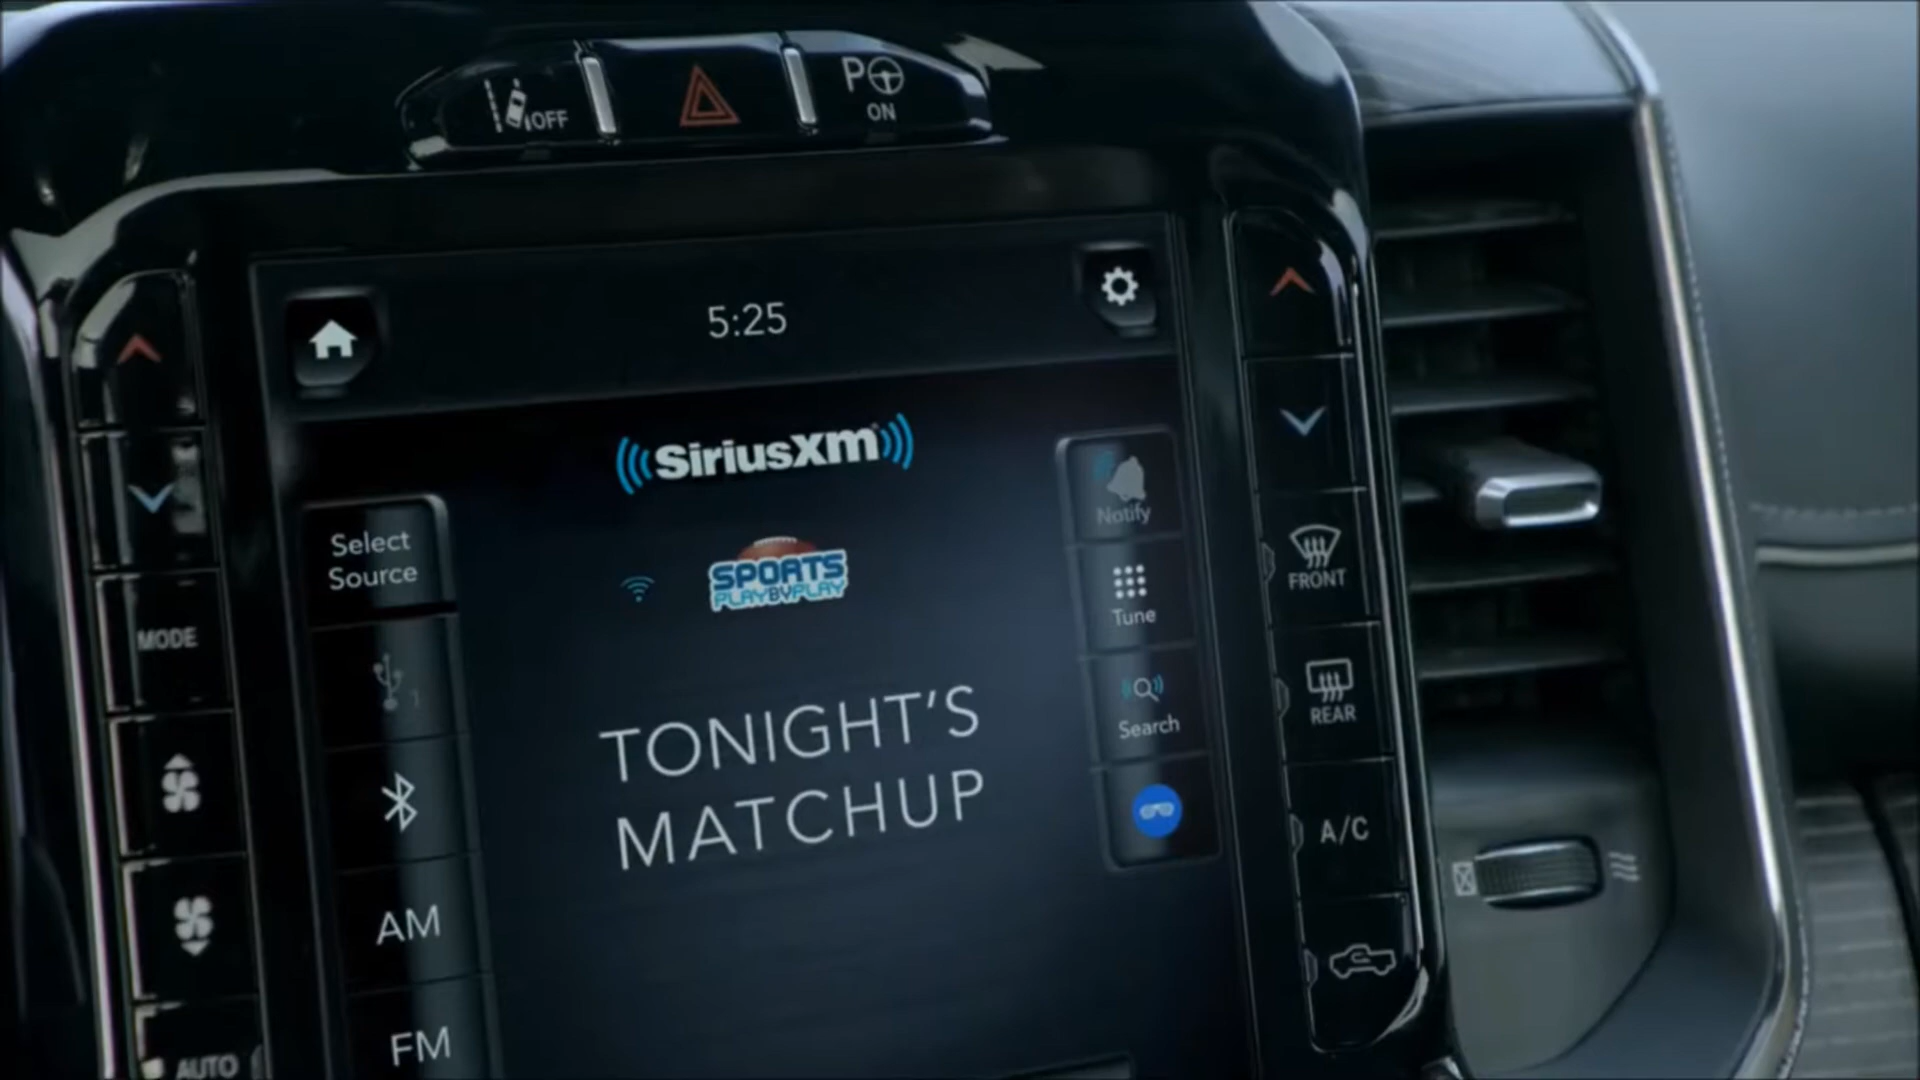 OFF
P
ON
5:25
SiriusXM
Select
Source
SPORTS
PLAY BY PLAY
TONIGHT'S
MATCHUP
Notify
Tune
Search
MODE
1
AM
FM
AUTO
FRONT
REAR
A/C